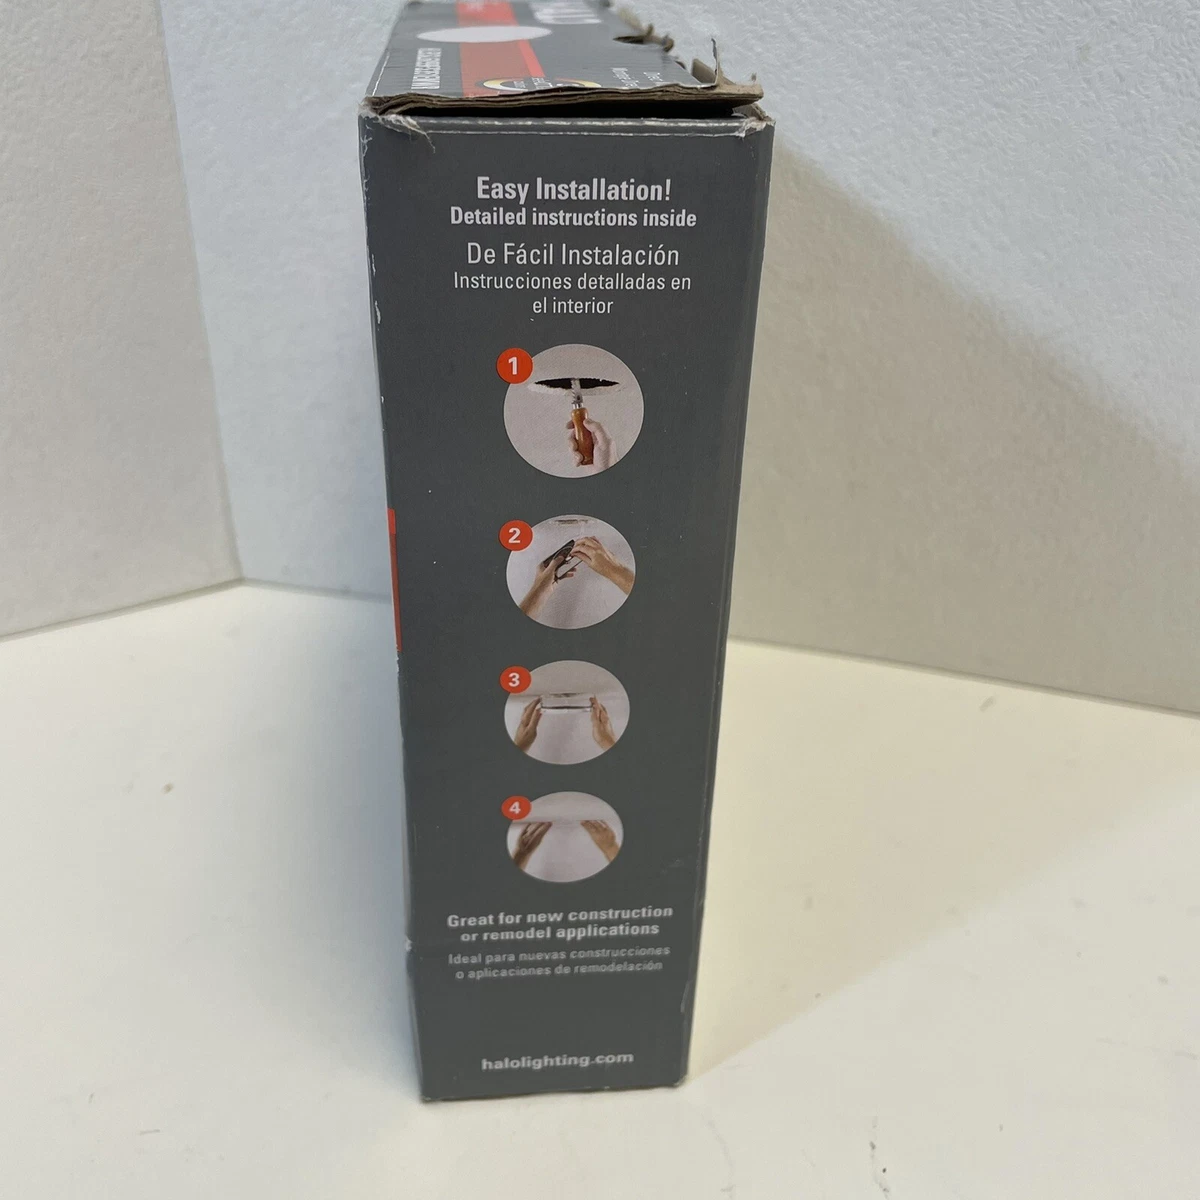 Easy Installation!
Detailed instructions inside
De Fácil Instalación
Instrucciones detalladas en
el interior
1
2
3
4
Great for new construction
or remodel applications
Ideal para nuevas construcciones
o aplicaciones de remodelación
halolighting.com